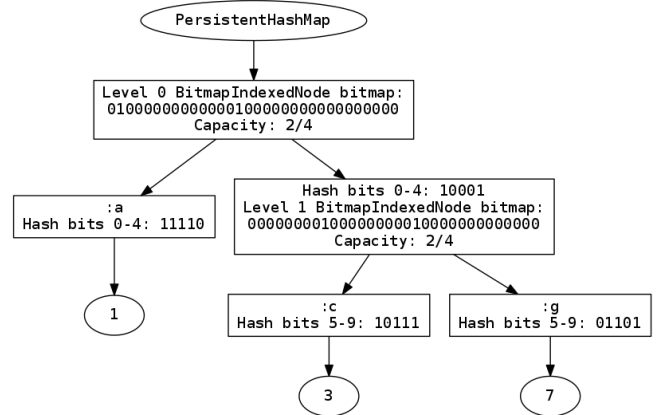 PersistentHashMap
Level 0 BitmapIndexedNode bitmap:
01000000000000100000000000000000
Capacity: 2/4
:a
Hash bits 0-4: 11110
Hash bits 0-4: 10001
Level 1 BitmapIndexedNode bitmap:
00000000100000000010000000000000
Capacity: 2/4
1
:c
Hash bits 5-9: 10111
:g
Hash bits 5-9: 01101
3
7